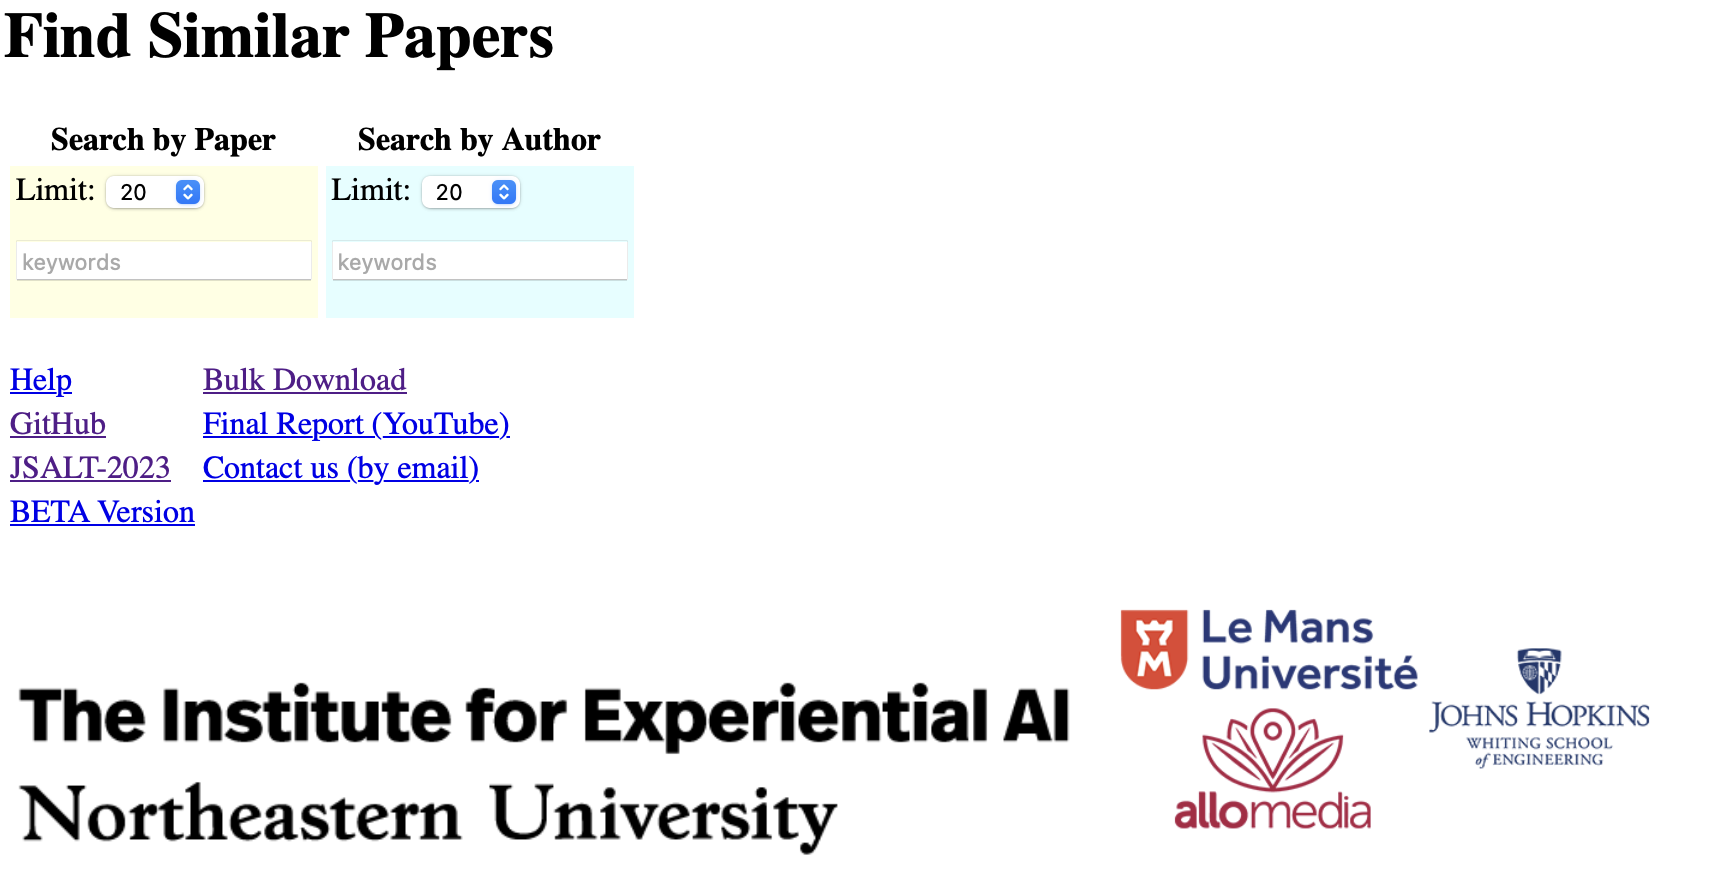 Find Similar Papers
Search by Paper Search by Author
Limit: 20 Limit: 20
keywords keywords
Help Bulk Download
GitHub Final Report (YouTube)
JSALT-2023 Contact us (by email)
BETA Version
The Institute for Experiential AI
Northeastern University
Le Mans
Université
allomedia
JOHNS HOPKINS
WHITING SCHOOL
of ENGINEERING